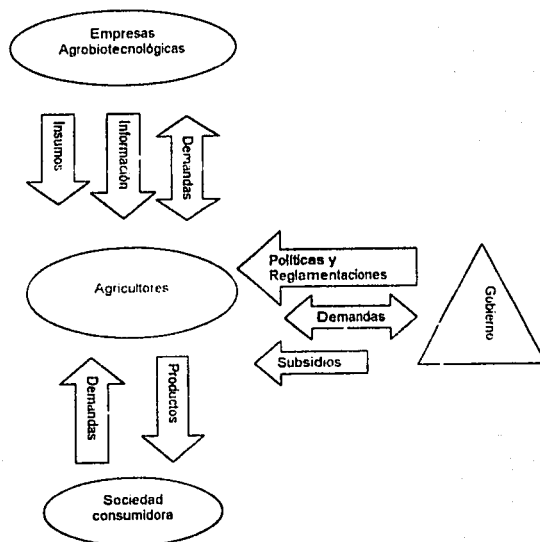 Empresas
Agrobiotecnológicas
Insumos
Información
Demandas
Políticas y
Reglamentaciones
Agricultores
Demandas
Gobierno
Subsidios
Demandas
Productos
Sociedad
consumidora